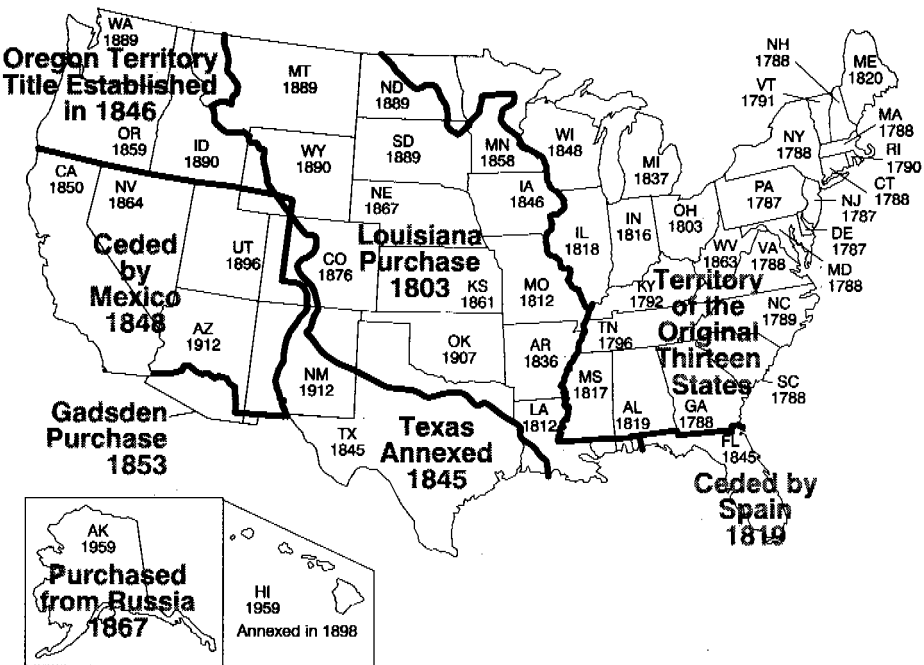 WA
1889
Oregon Territory
Title Established
in 1846
OR
1859
ID
1890
MT
1889
ND
1889
SD
1889
WY
1890
NE
1867
MN
1858
WI
1848
MI
1837
IA
1846
NH
1788
VT
1791
ME
1820
MA
1788
RI
1790
CT
1788
NY
1788
PA
1787
NJ
1787
DE
1787
MD
1788
OH
1803
IN
1816
IL
1818
WV
1863
VA
1788
KY
1792
NC
1789
TN
1796
SC
1788
GA
1788
AL
1819
MS
1817
FL
1845
Territory
of the
Original
Thirteen
States
CA
1850
NV
1864
UT
1896
AZ
1912
Ceded
by
Mexico
1848
CO
1876
Louisiana
Purchase
1803
KS
1861
MO
1812
OK
1907
AR
1836
LA
1812
NM
1912
TX
1845
Texas
Annexed
1845
Gadsden
Purchase
1853
Ceded by
Spain
1819
AK
1959
Purchased
from Russia
1867
HI
1959
Annexed in 1898